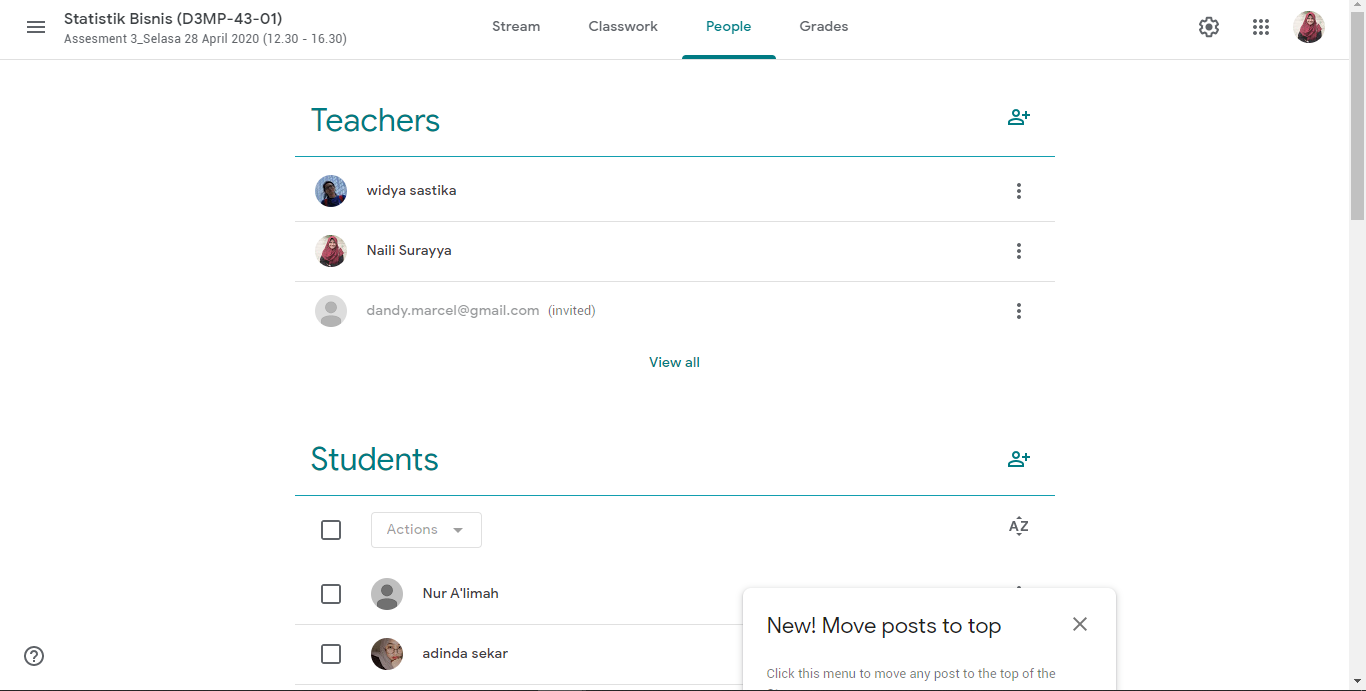 Statistik Bisnis (D3MP-43-01)
Assesment 3_Selasa 28 April 2020 (12.30 - 16.30)
Stream
Classwork
People
Grades
Teachers
widya sastika
Naili Surayya
dandy.marcel@gmail.com (invited)
View all
Students
Actions
AZ
Nur A'limah
adinda sekar
New! Move posts to top
Click this menu to move any post to the top of the